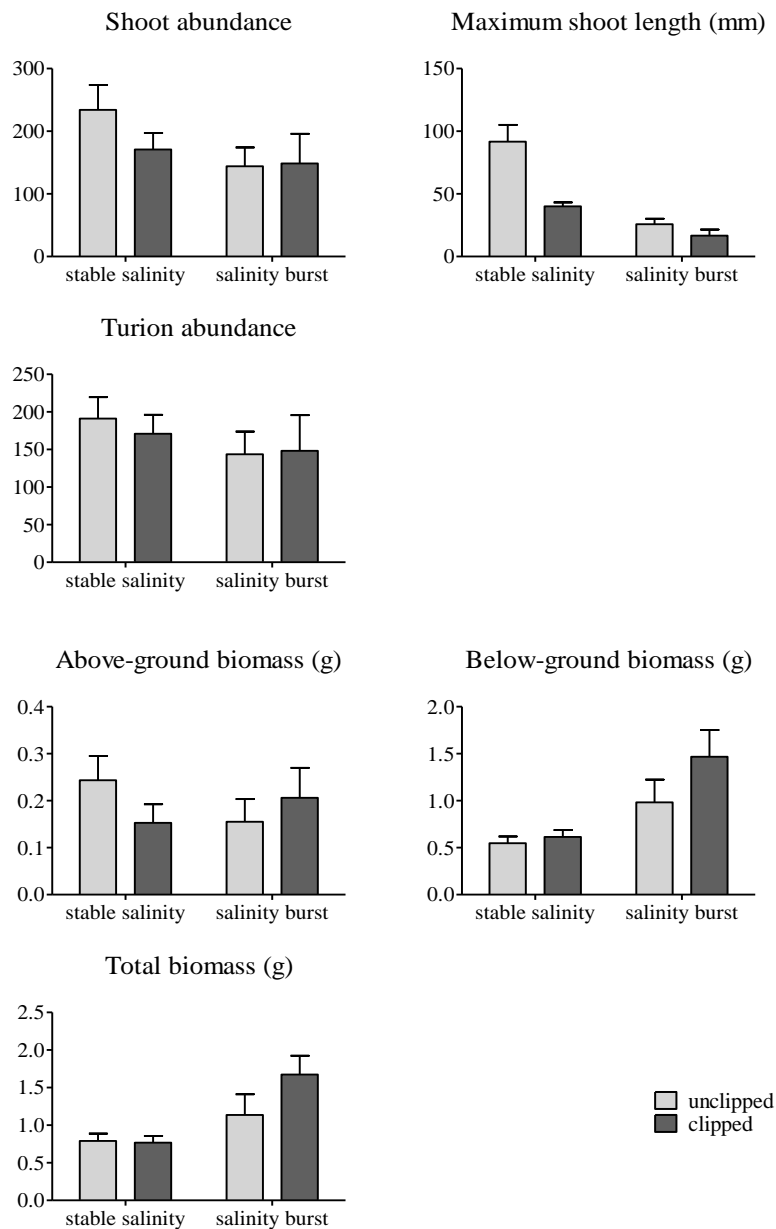 Shoot abundance
300
200
100
0
stable salinity salinity burst
Maximum shoot length (mm)
150
100
50
0
stable salinity salinity burst
Turion abundance
250
200
150
100
50
0
stable salinity salinity burst
Above-ground biomass (g)
0.4
0.3
0.2
0.1
0.0
stable salinity salinity burst
Below-ground biomass (g)
2.0
1.5
1.0
0.5
0.0
stable salinity salinity burst
Total biomass (g)
2.5
2.0
1.5
1.0
0.5
0.0
stable salinity salinity burst
unclipped
clipped